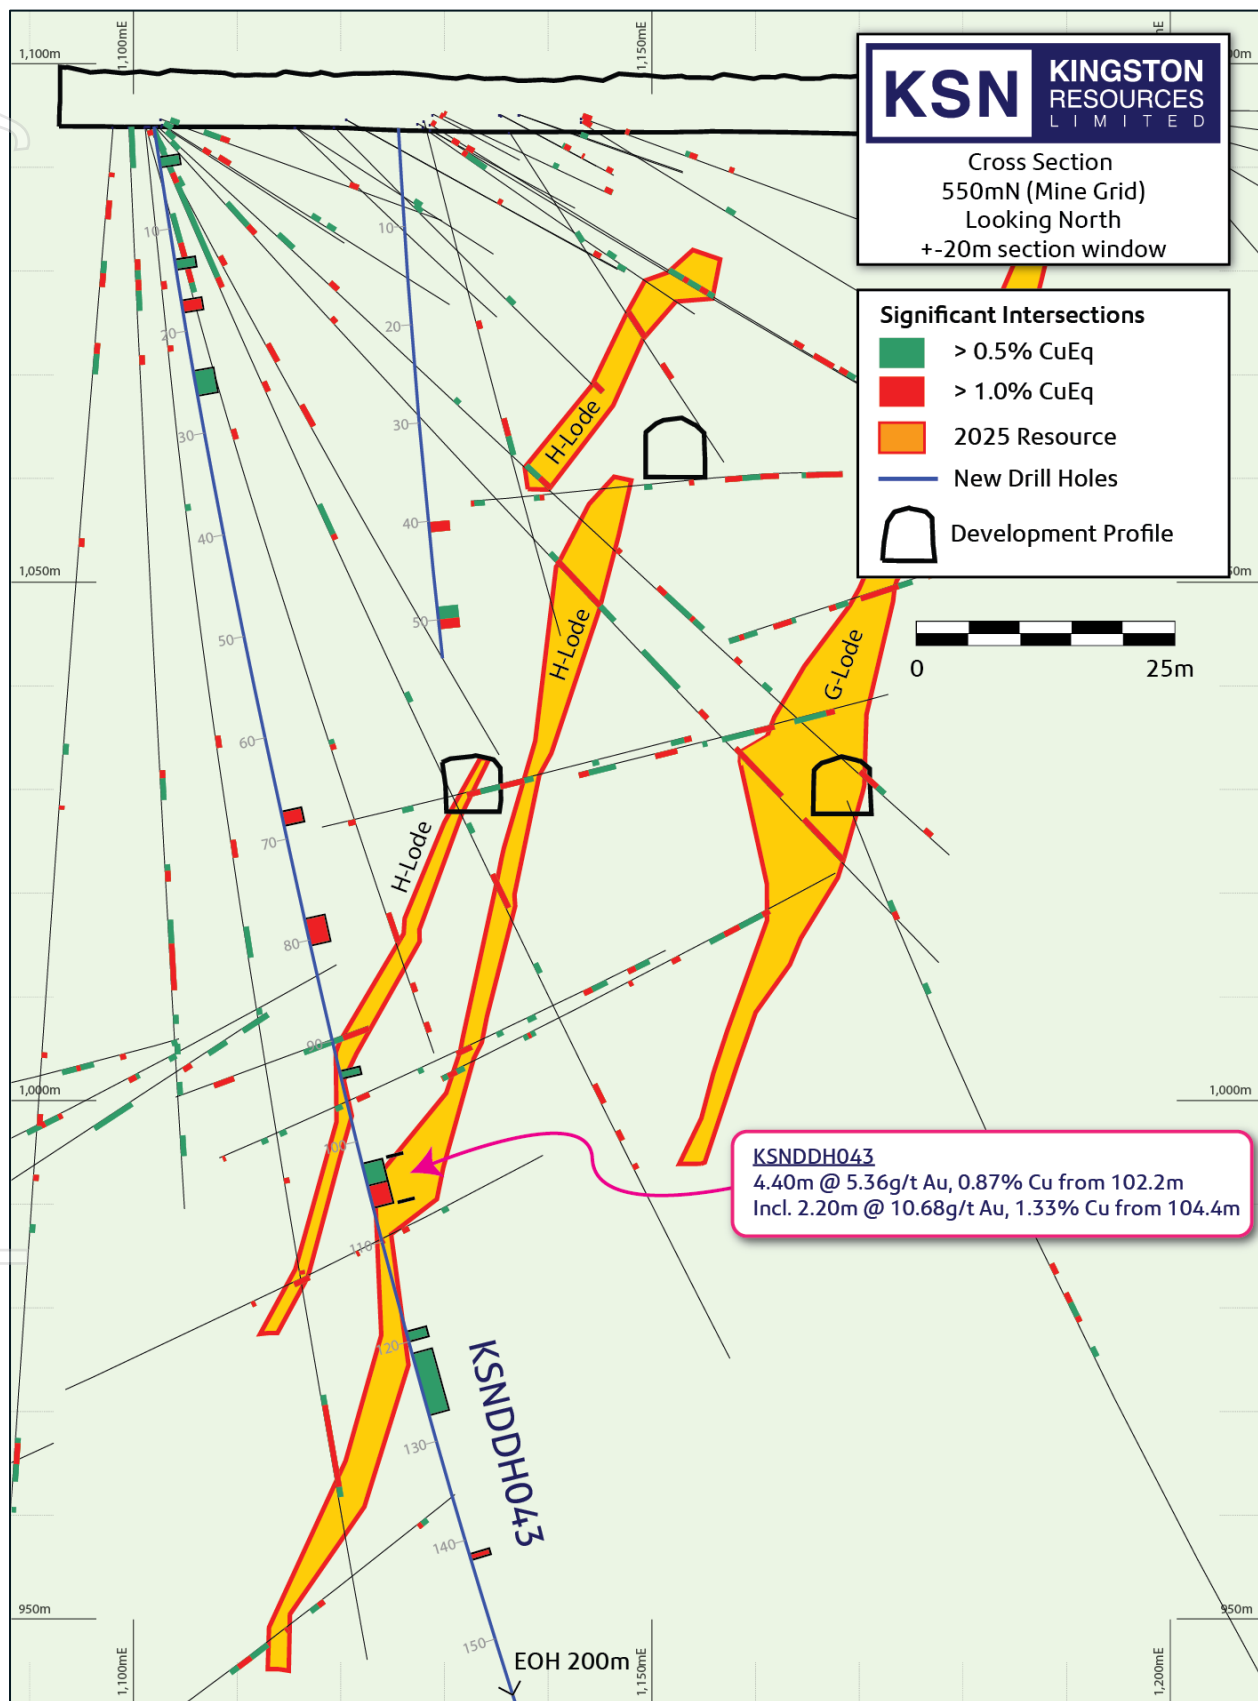 1,100mE
1,150mE
mE
1,100m
00m
KSN
KINGSTON
RESOURCES
LIMITED
Cross Section
550mN (Mine Grid)
Looking North
+-20m section window
Significant Intersections
> 0.5% CuEq
> 1.0% CuEq
2025 Resource
New Drill Holes
Development Profile
10
10
20
20
30
30
H-Lode
40
40
1,050m
50m
50
50
H-Lode
G-Lode
0
25m
60
70
H-Lode
80
90
1,000m
1,000m
100
KSNDDH043
4.40m @ 5.36g/t Au, 0.87% Cu from 102.2m
Incl. 2.20m @ 10.68g/t Au, 1.33% Cu from 104.4m
110
120
KSNDDH043
130
140
950m
950m
150
EOH 200m
1,100mE
1,150mE
1,200mE